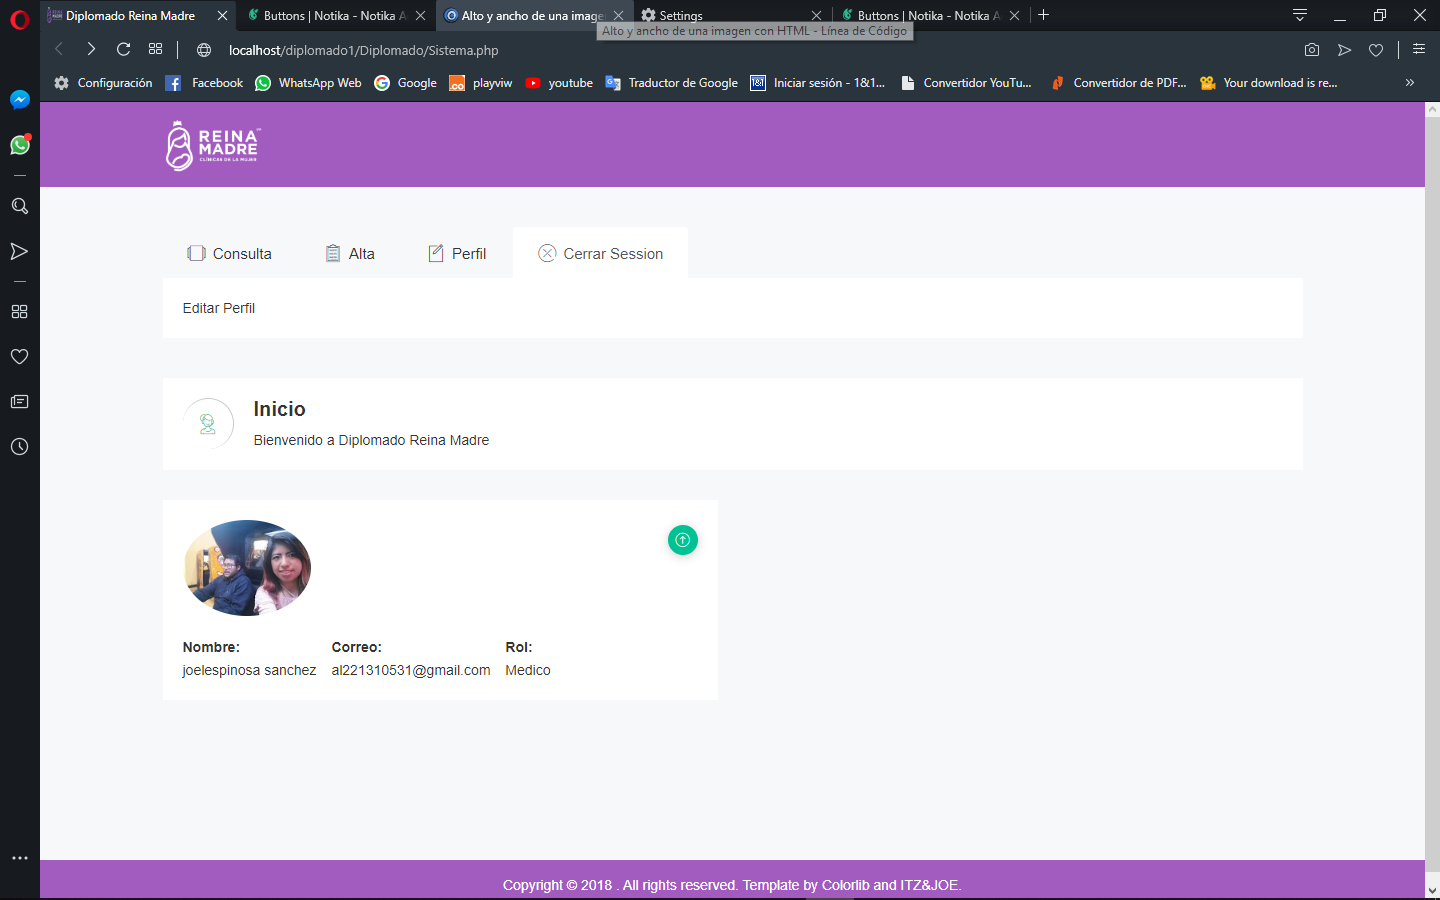 Diplomado Reina Madre
Buttons | Notika - Notika A
Alto y ancho de una image
Settings
Buttons | Notika - Notika A
Alto y ancho de una imagen con HTML - Línea de Código
localhost/diplomado1/Diplomado/Sistema.php
Configuración
Facebook
WhatsApp Web
Google
.co
playviw
youtube
Traductor de Google
1&1
Iniciar sesión - 1&1...
Convertidor YouTu...
Convertidor de PDF...
Your download is re...
REINA
MADRE
CLÍNICAS DE LA MUJER
Consulta
Alta
Perfil
Cerrar Session
Editar Perfil
Inicio
Bienvenido a Diplomado Reina Madre
Nombre: Correo: Rol:
joelespinosa sanchez al221310531@gmail.com Medico
Copyright © 2018 . All rights reserved. Template by Colorlib and ITZ&JOE.